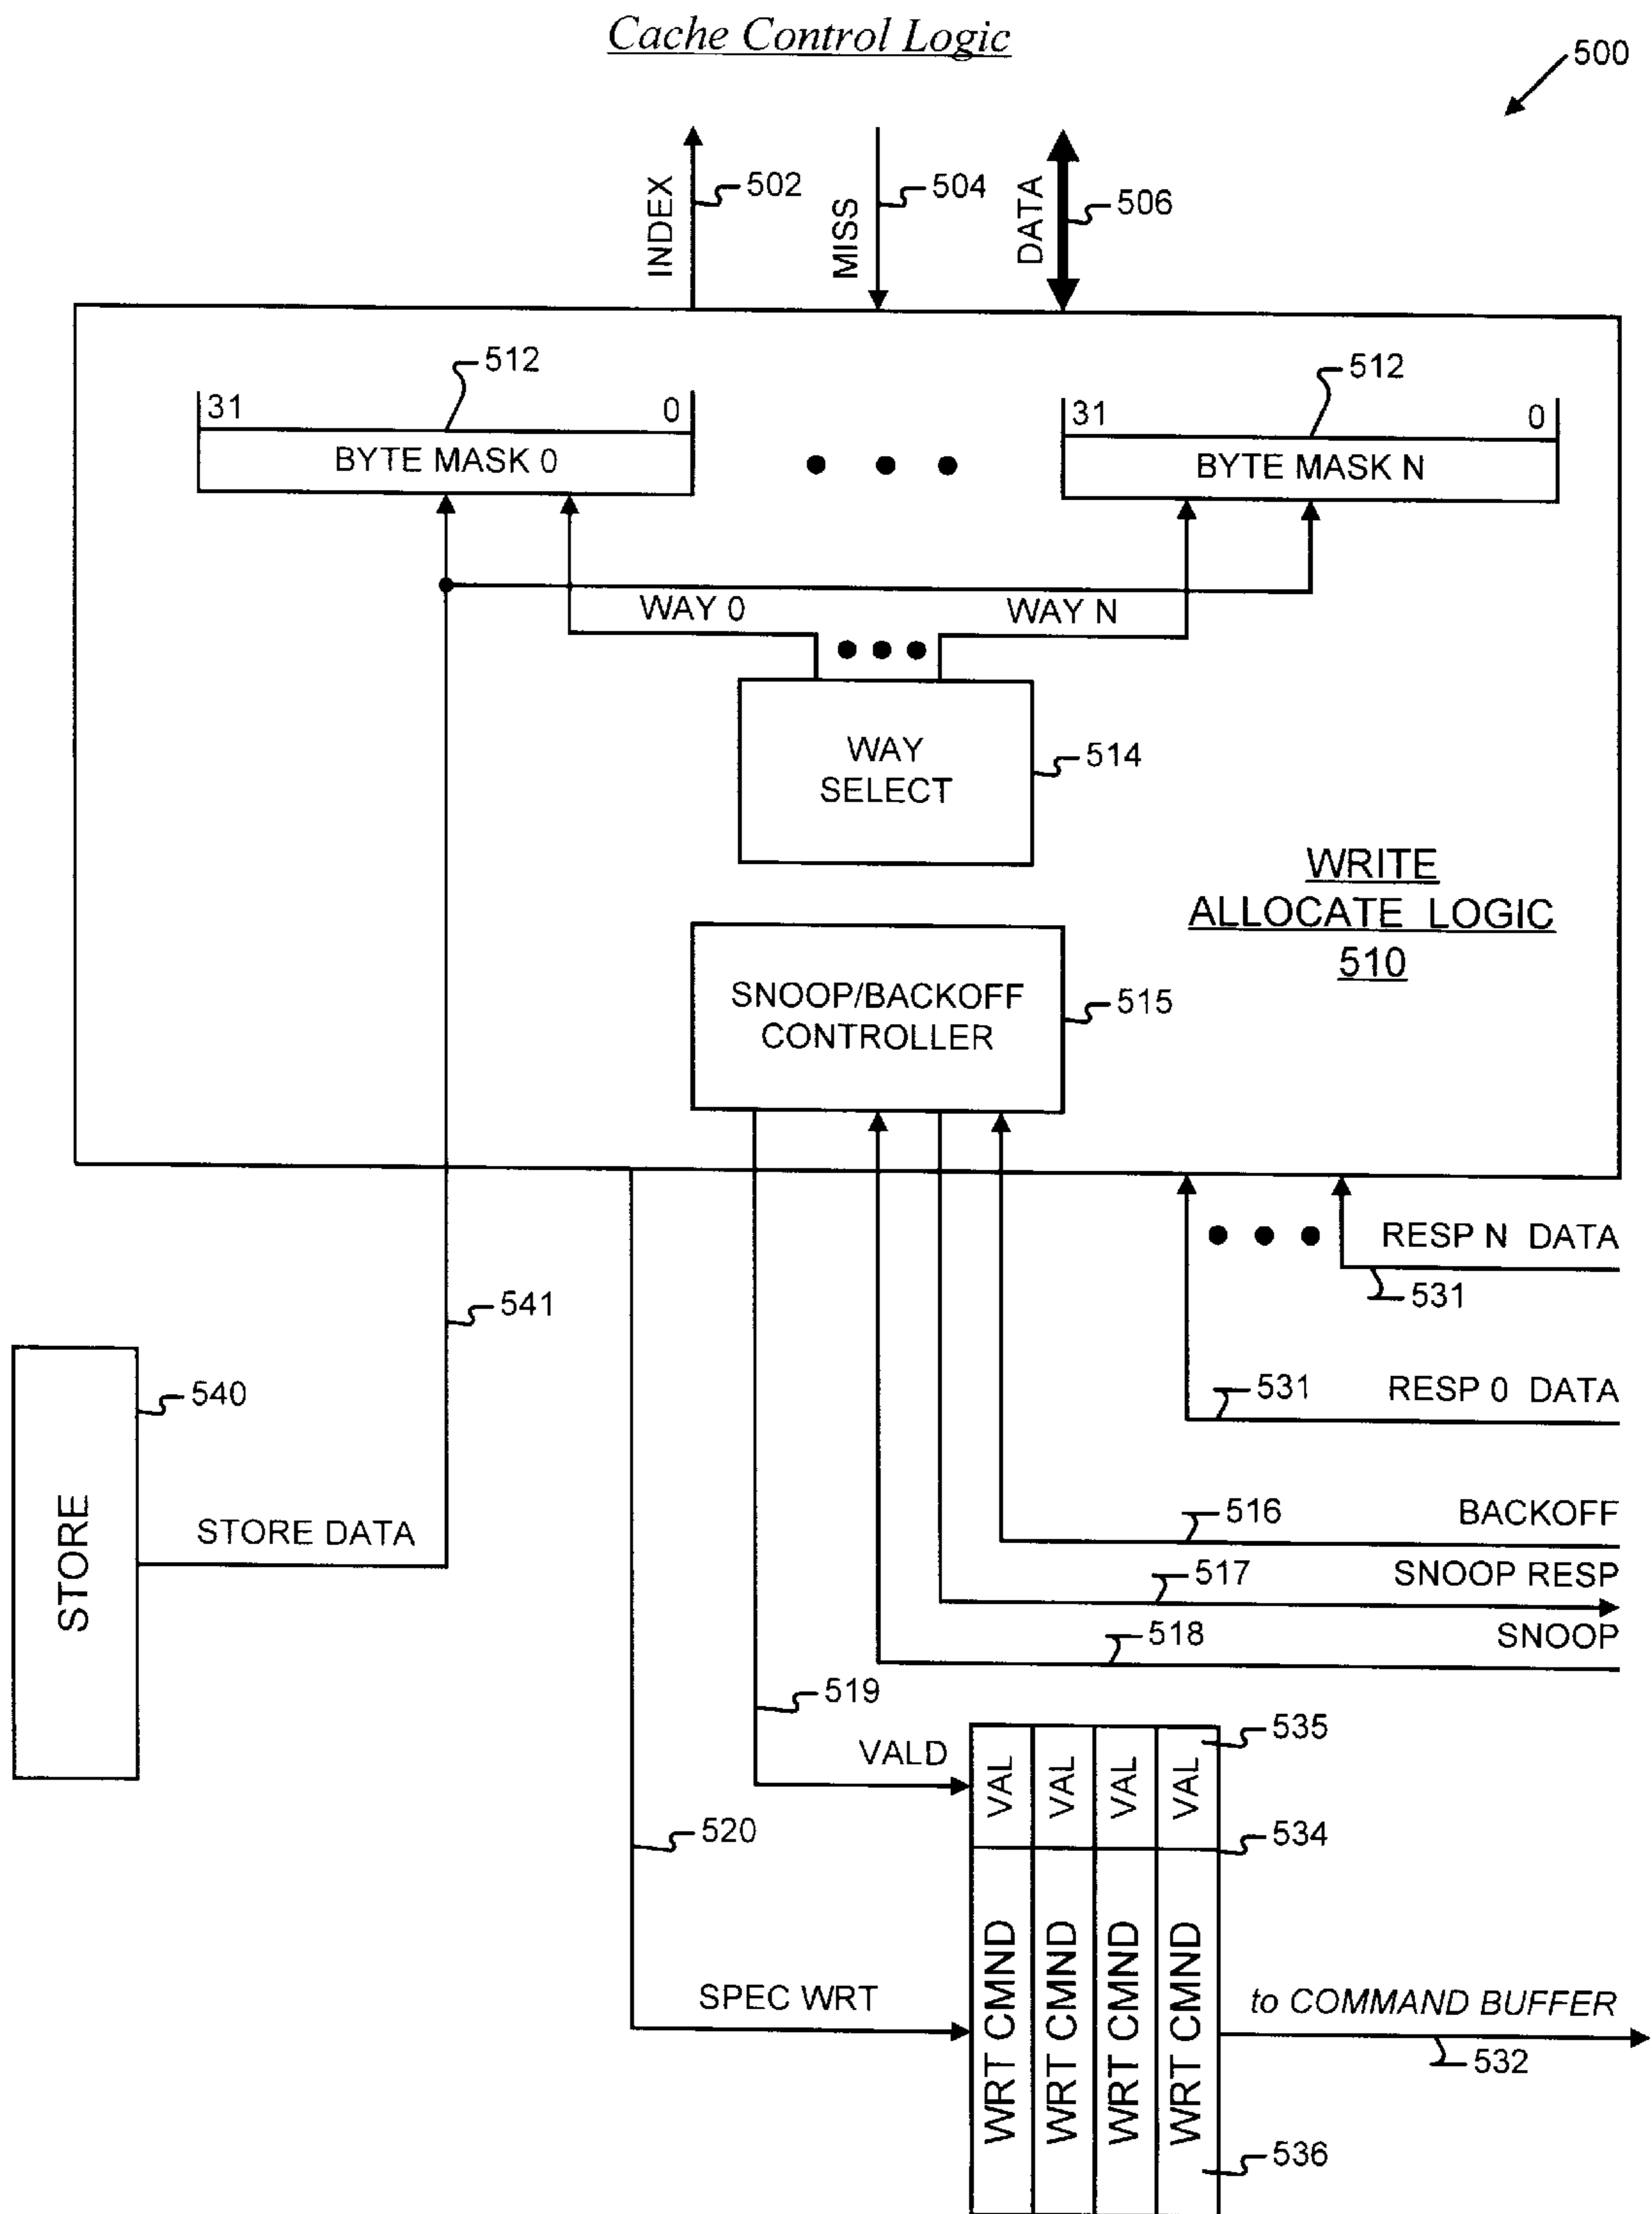 Cache Control Logic
500
INDEX
502
MISS
504
DATA
506
512
512
31
0
31
0
BYTE MASK 0
BYTE MASK N
WAY 0
WAY N
WAY
SELECT
514
WRITE
ALLOCATE LOGIC
510
SNOOP/BACKOFF
CONTROLLER
515
RESP N DATA
531
541
540
531
RESP 0 DATA
STORE
STORE DATA
516
BACKOFF
517
SNOOP RESP
518
SNOOP
519
VALD
535
VAL
VAL
VAL
VAL
520
534
SPEC WRT
WRT CMND
WRT CMND
WRT CMND
WRT CMND
to COMMAND BUFFER
532
536